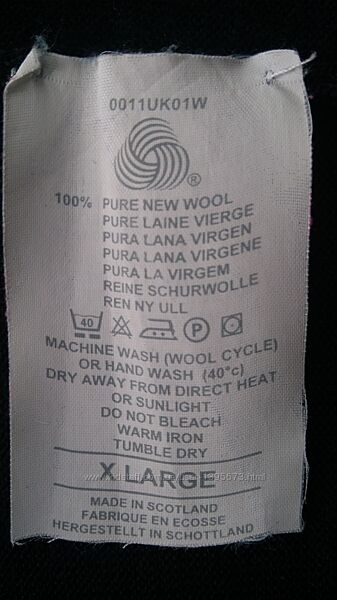 0011UK01W
®
100% PURE NEW WOOL
PURE LAINE VIERGE
PURA LANA VIRGEN
PURA LANA VIRGENE
PURA LA VIRGEM
REINE SCHURWOLLE
REN NY ULL
40 P
MACHINE WASH (WOOL CYCLE)
OR HAND WASH (40°c)
DRY AWAY FROM DIRECT HEAT
OR SUNLIGHT
DO NOT BLEACH
WARM IRON
TUMBLE DRY
X LARGE
MADE IN SCOTLAND
FABRIQUE EN ECOSSE
HERGESTELLT IN SCHOTTLAND